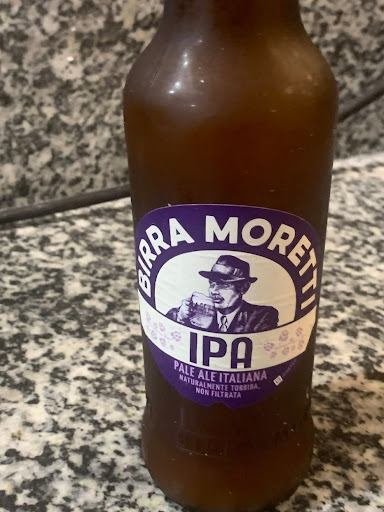 BIRRA MORETTI
IPA
PALE ALE ITALIANA
NATURALMENTE TORBIDA,
NON FILTRATA